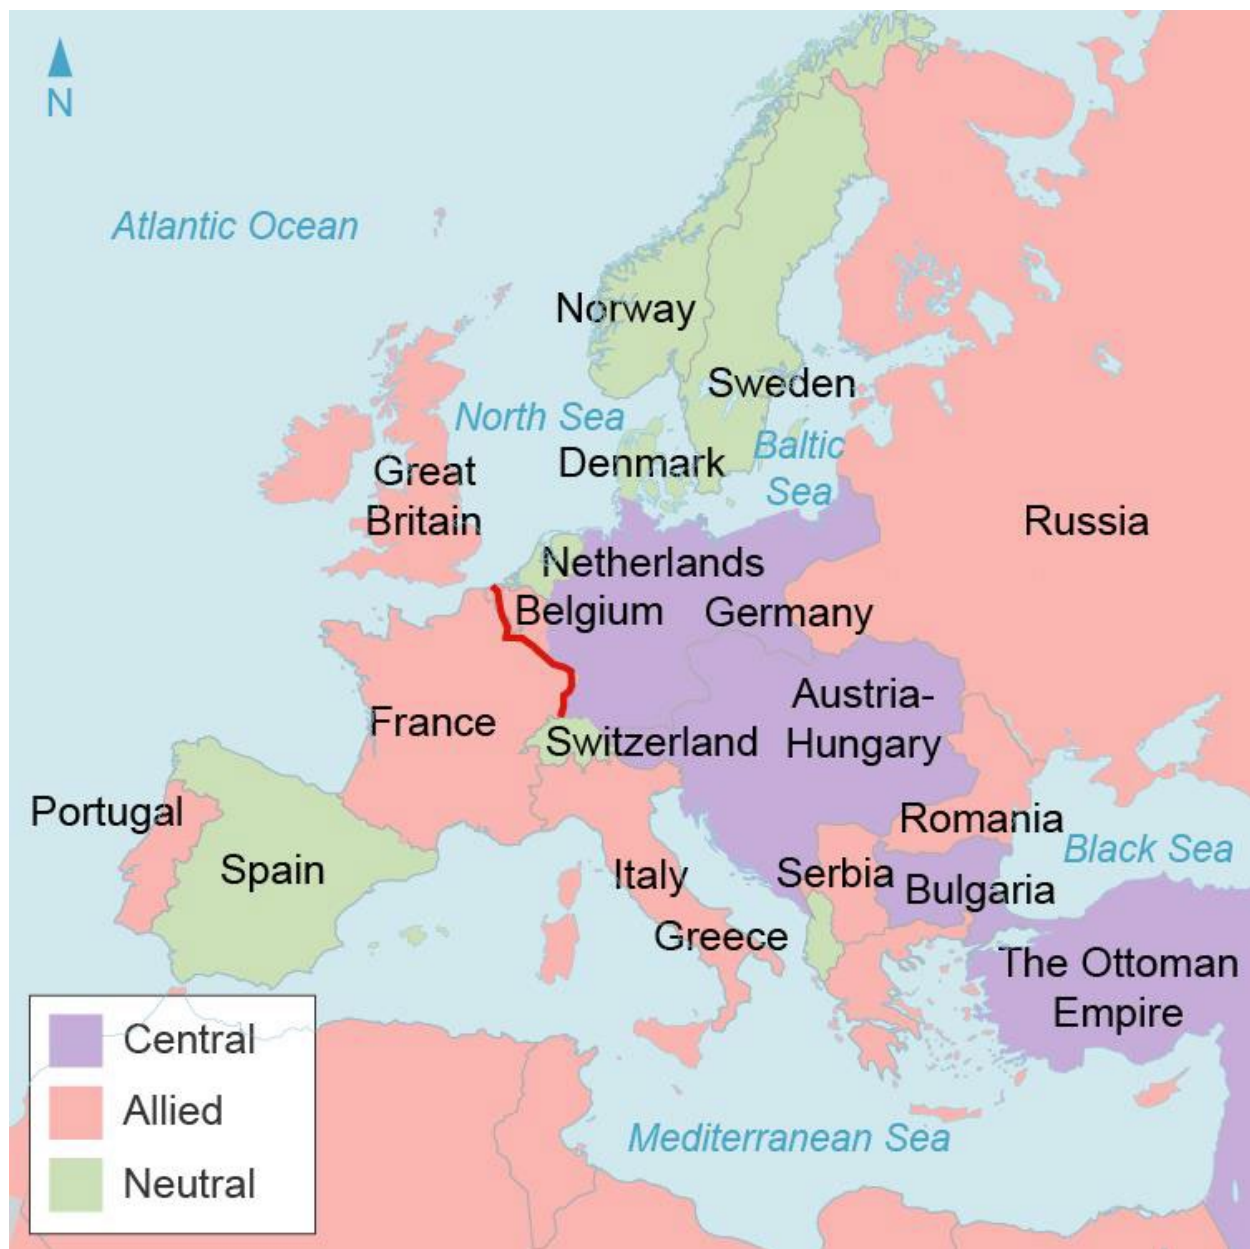 N
Atlantic Ocean
Norway
Sweden
North Sea
Baltic
Sea
Denmark
Great
Britain
Russia
Netherlands
Belgium
Germany
Austria-
Hungary
France
Switzerland
Portugal
Spain
Romania
Black Sea
Italy
Serbia
Bulgaria
Greece
The Ottoman
Empire
Mediterranean Sea
Central
Allied
Neutral